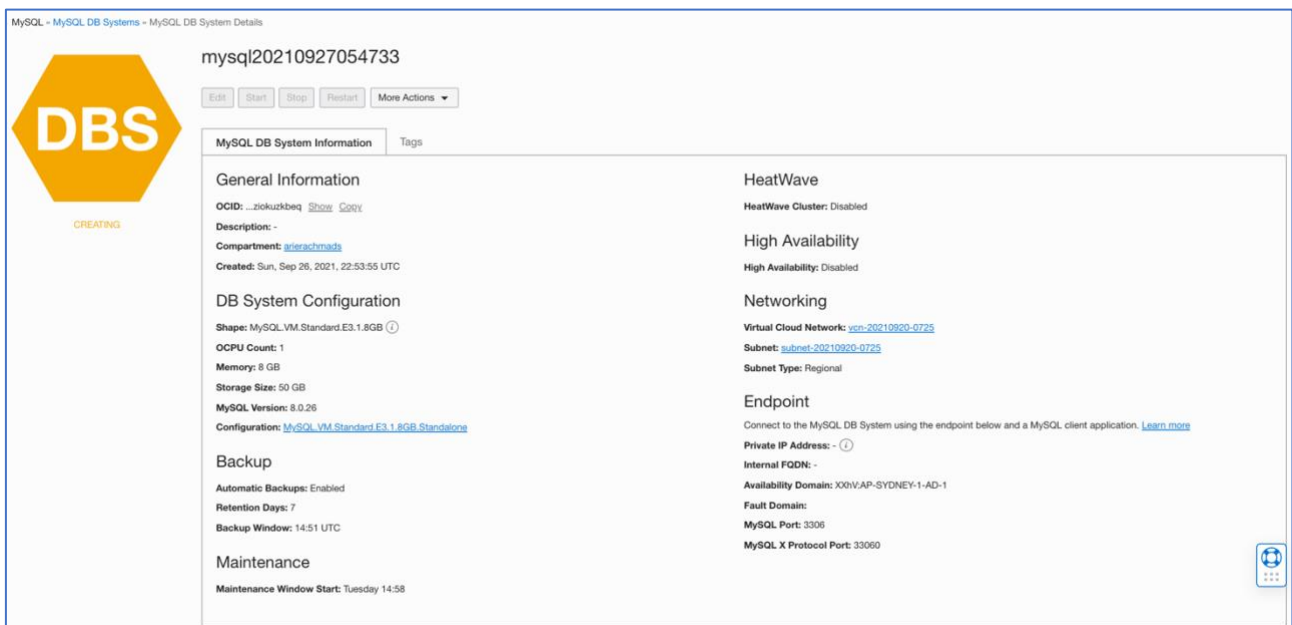 MySQL » MySQL DB Systems » MySQL DB System Details
DBS
CREATING
mysql20210927054733
Edit Start Stop Restart More Actions
MySQL DB System Information Tags
General Information
OCID: ...ziokuzkbeq Show Copy
Description: -
Compartment: arierachmads
Created: Sun, Sep 26, 2021, 22:53:55 UTC
DB System Configuration
Shape: MySQL.VM.Standard.E3.1.8GB
OCPU Count: 1
Memory: 8 GB
Storage Size: 50 GB
MySQL Version: 8.0.26
Configuration: MySQL.VM.Standard.E3.1.8GB.Standalone
Backup
Automatic Backups: Enabled
Retention Days: 7
Backup Window: 14:51 UTC
Maintenance
Maintenance Window Start: Tuesday 14:58
HeatWave
HeatWave Cluster: Disabled
High Availability
High Availability: Disabled
Networking
Virtual Cloud Network: vcn-20210920-0725
Subnet: subnet-20210920-0725
Subnet Type: Regional
Endpoint
Connect to the MySQL DB System using the endpoint below and a MySQL client application. Learn more
Private IP Address: -
Internal FQDN: -
Availability Domain: XXhV:AP-SYDNEY-1-AD-1
Fault Domain:
MySQL Port: 3306
MySQL X Protocol Port: 33060